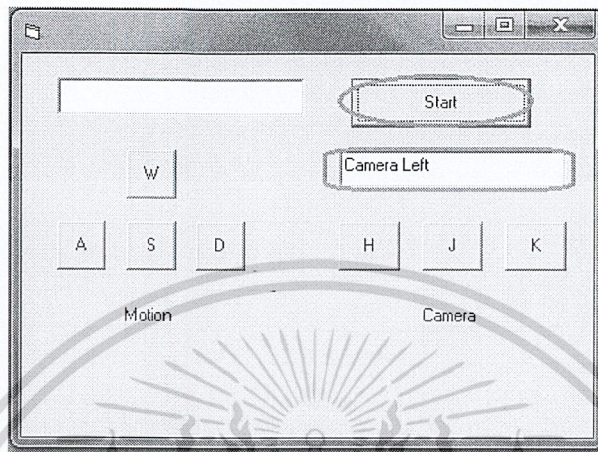 Start
Camera Left
W
A S D H J K
Motion Camera